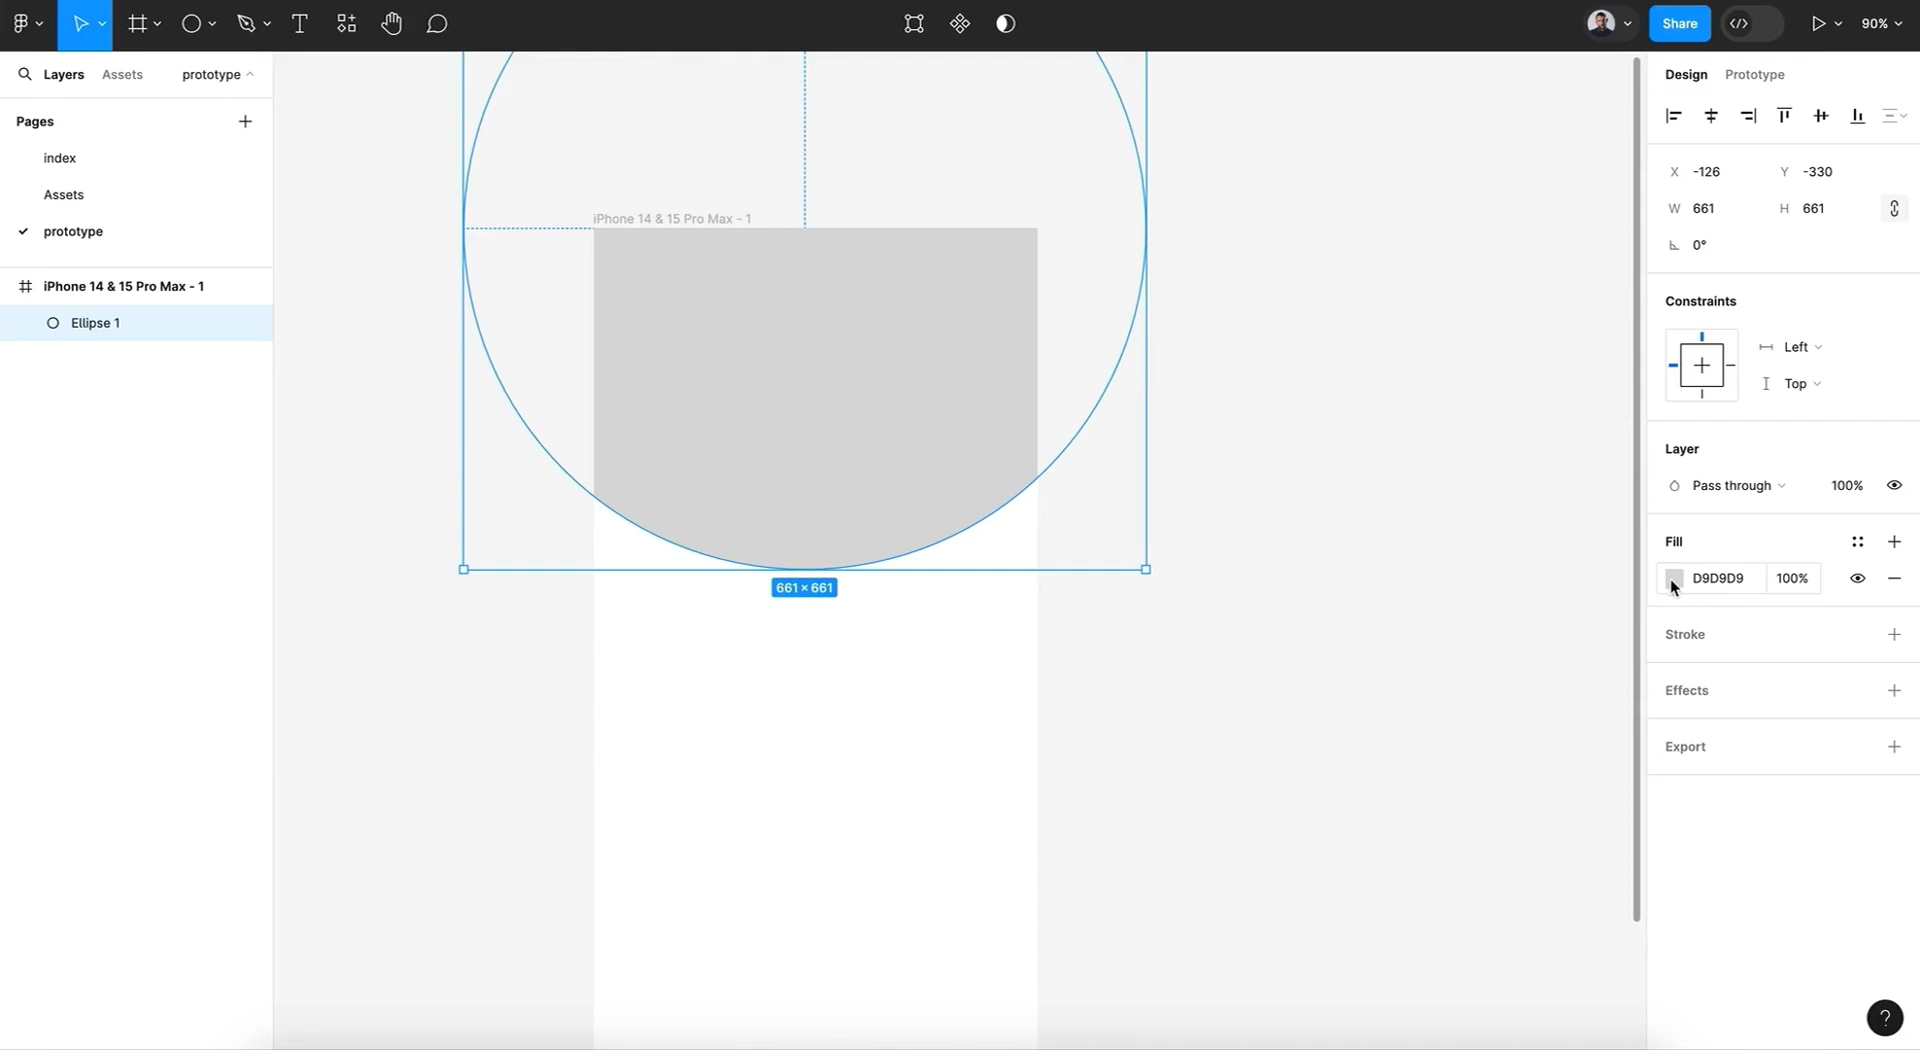 Share
90%
Layers
Assets
prototype
Pages
index
Assets
prototype
iPhone 14 & 15 Pro Max - 1
Ellipse 1
iPhone 14 & 15 Pro Max - 1
661 × 661
Design
Prototype
X -126 Y -330
W 661 H 661
0°
Constraints
Left
Top
Layer
Pass through 100%
Fill
D9D9D9 100%
Stroke
Effects
Export
?